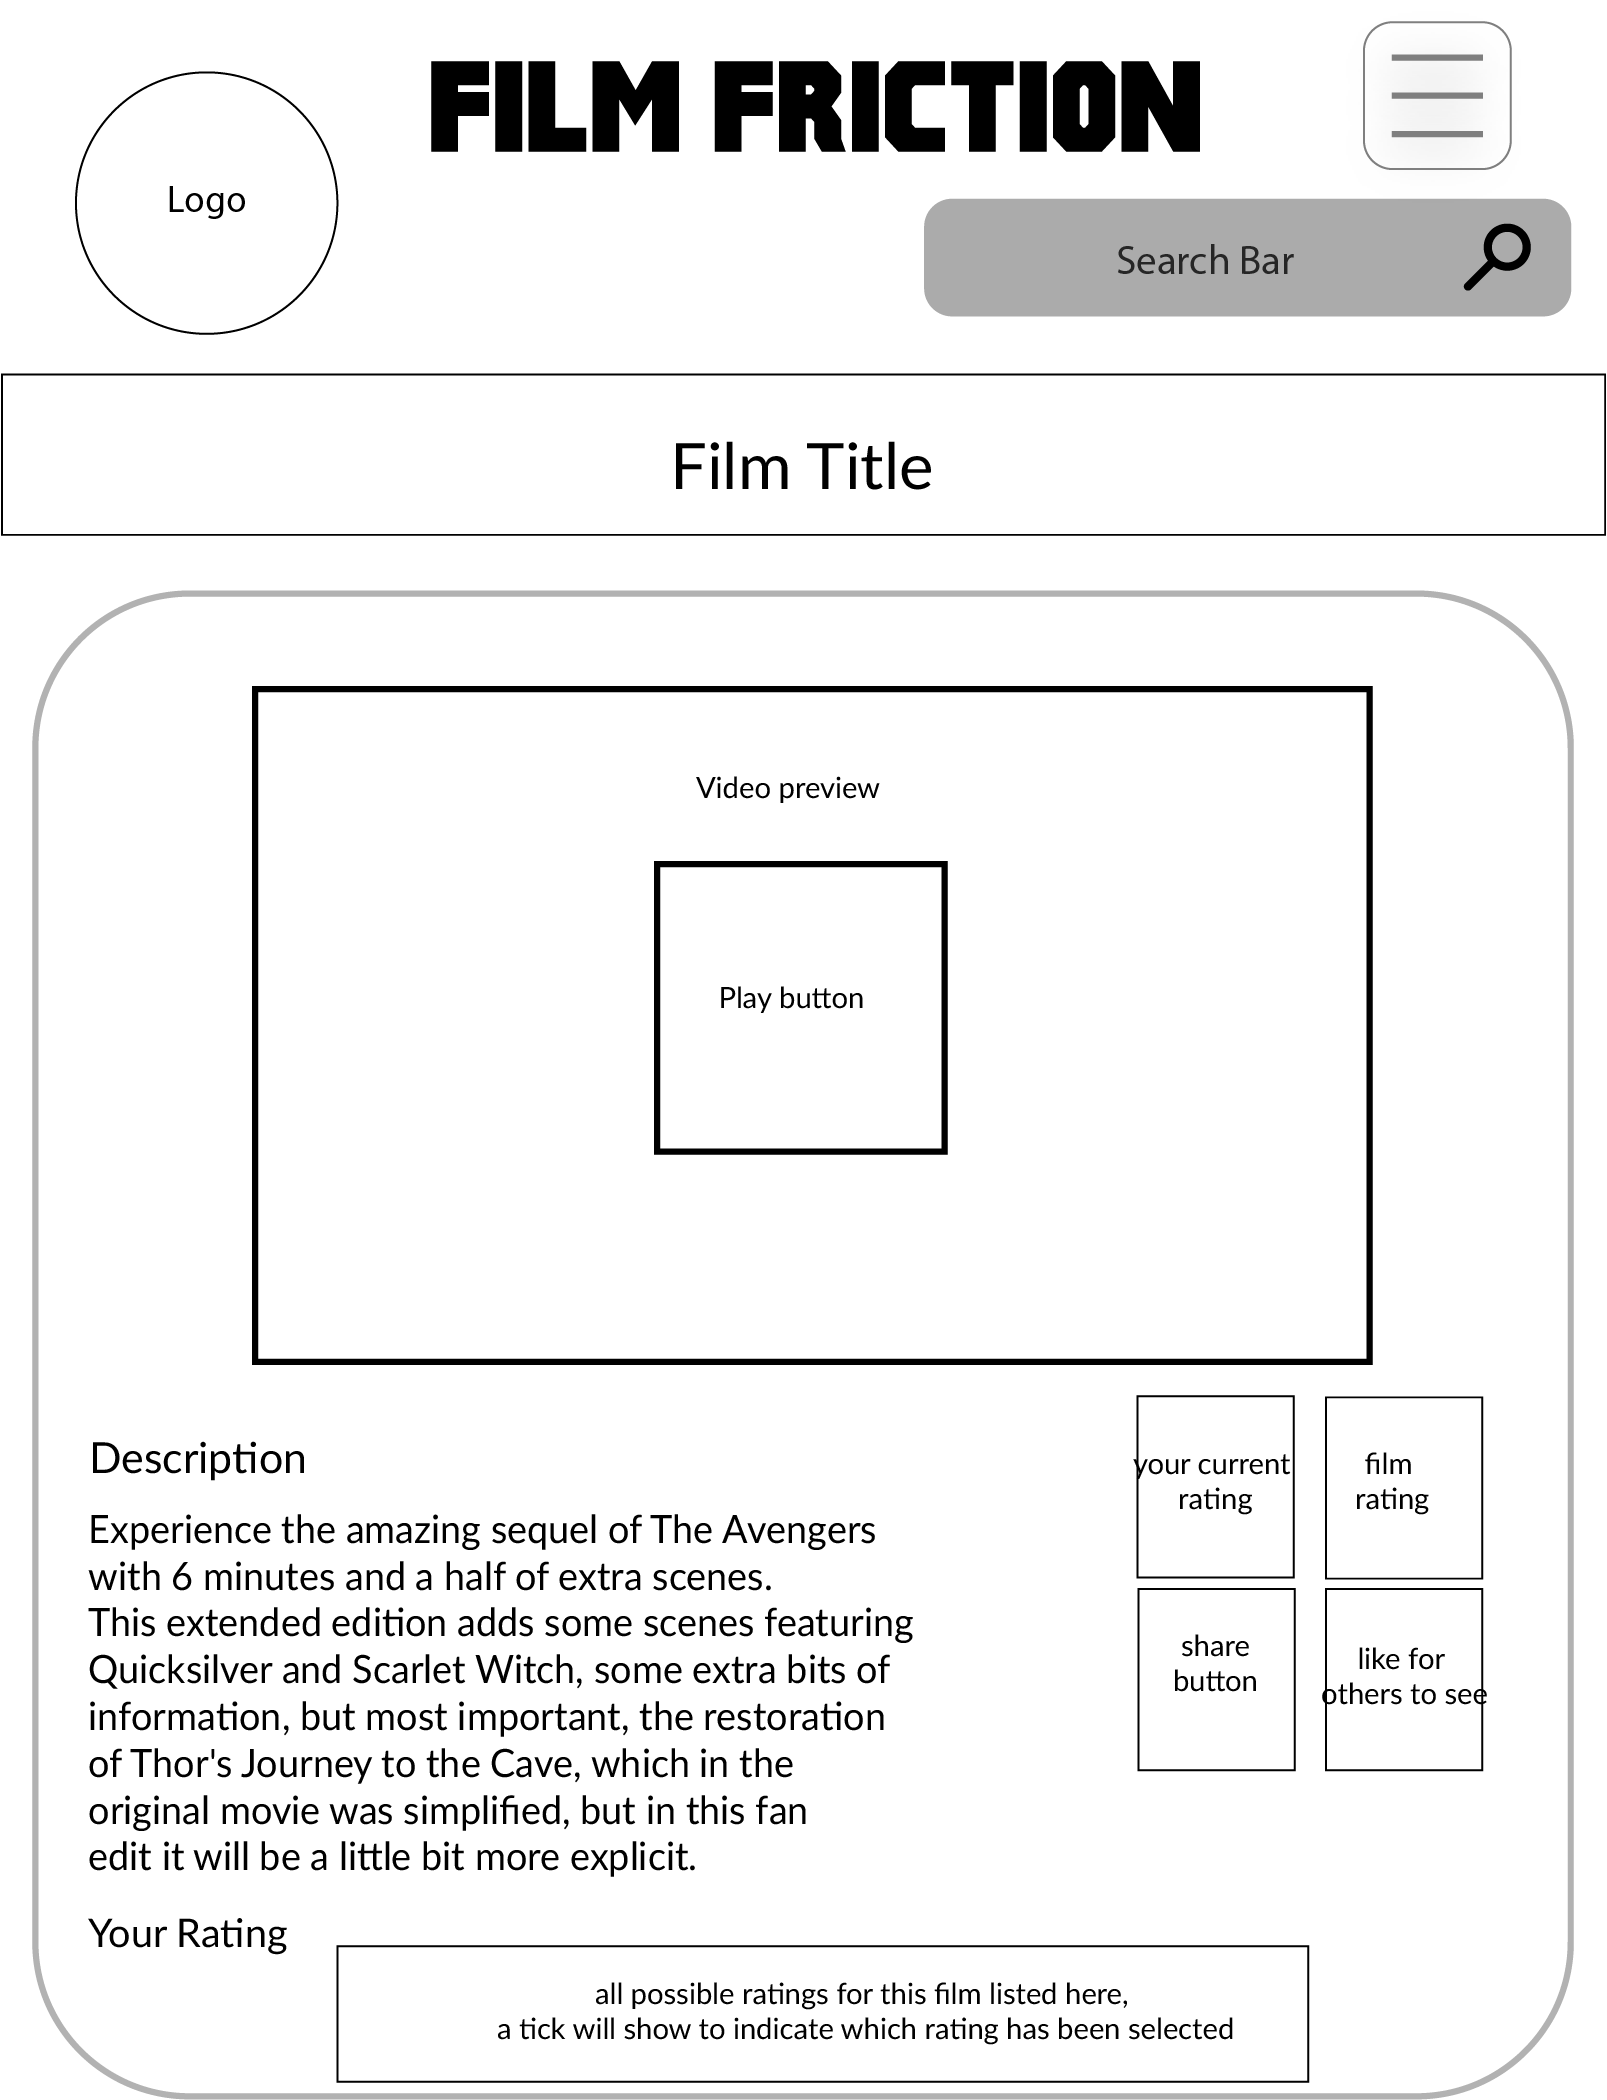 FILM FRICTION
Logo
Search Bar
Film Title
Video preview
Play button
Description
Experience the amazing sequel of The Avengers
with 6 minutes and a half of extra scenes.
This extended edition adds some scenes featuring
Quicksilver and Scarlet Witch, some extra bits of
information, but most important, the restoration
of Thor's Journey to the Cave, which in the
original movie was simplified, but in this fan
edit it will be a little bit more explicit.
your current
rating
film
rating
share
button
like for
others to see
Your Rating
all possible ratings for this film listed here,
a tick will show to indicate which rating has been selected